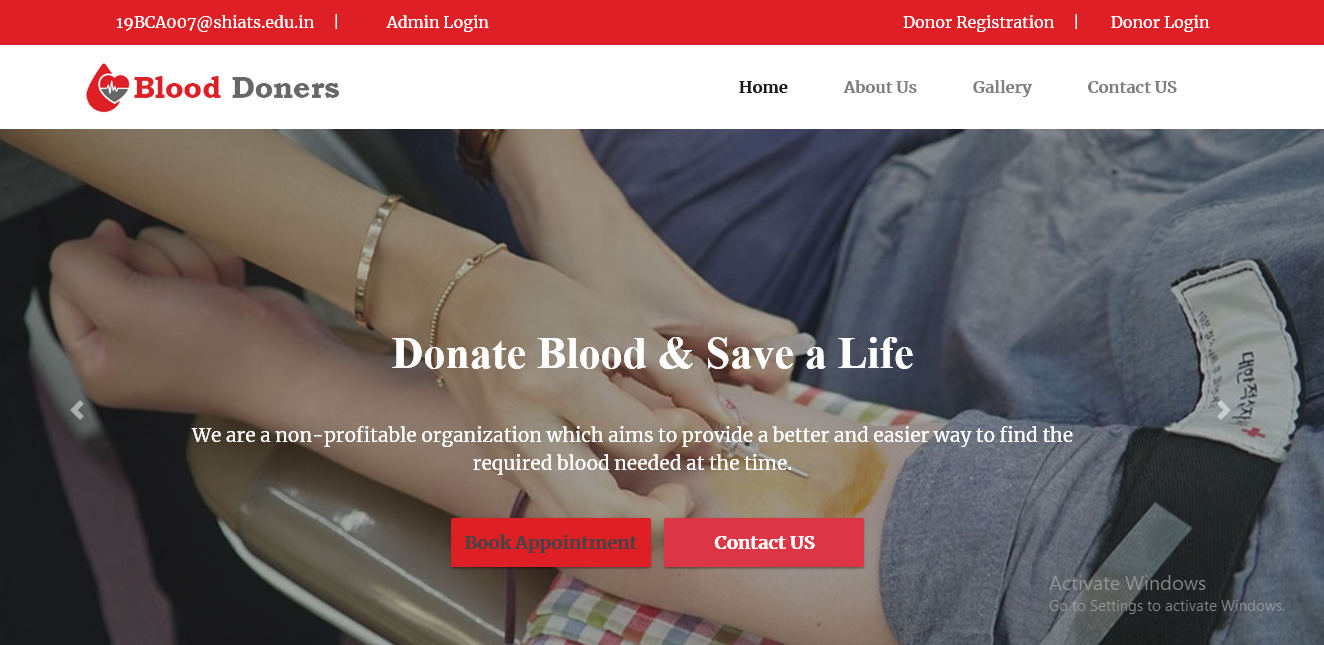 19BCA007@shiats.edu.in | Admin Login Donor Registration | Donor Login
Blood Doners Home About Us Gallery Contact US
Donate Blood & Save a Life
We are a non-profitable organization which aims to provide a better and easier way to find the
required blood needed at the time.
Book Appointment Contact US
Activate Windows
Go to Settings to activate Windows.